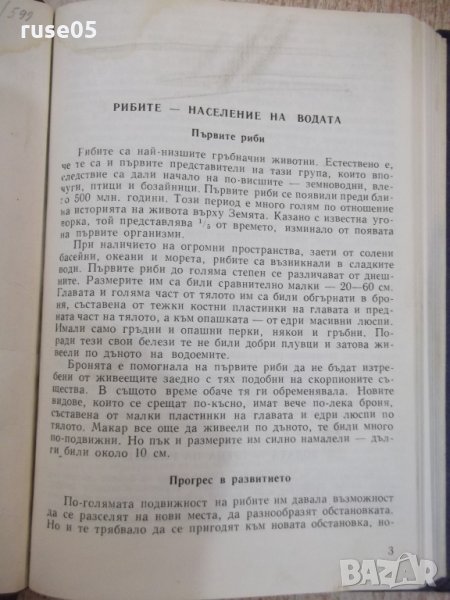 1599
ruse05
РИБИТЕ — НАСЕЛЕНИЕ НА ВОДАТА
Първите риби
Рибите са най-низшите гръбначни животни. Естествено е,
че те са и първите представители на тази група, които впо-
следствие са дали начало на по-висшите — земноводни, вле-
чуги, птици и бозайници. Първите риби се появили преди бли-
зо 500 млн. години. Този период е много голям по отношение
на историята на живота върху Земята. Казано с известна уго-
ворка, той представлява 1/5 от времето, изминало от появата
на първите организми.
При наличието на огромни пространства, заети от солени
басейни, океани и морета, рибите са възникнали в сладките
води. Първите риби до голяма степен се различават от днеш-
ните. Размерите им са били сравнително малки — 20—60 см.
Главата и голяма част от тялото им са били обгърнати в бро-
ня, съставена от тежки костни пластинки на главата и пред-
ната част на тялото, а към опашката — от едри масивни люспи.
Имали само гръдни и опашни перки, някои и гръбни. По-
ради тези свои белези те не били добри плувци и затова жи-
веели по дъното на водоемите.
Бронята е помогнала на първите риби да не бъдат изтре-
бени от живеещите заедно с тях подобни на скорпионите съ-
щества. В същото време обаче тя ги обременявала. Новите
видове, които се срещат по-късно, имат вече по-лека броня,
съставена от малки пластинки на главата и едри люспи по
тялото. Макар все още да живеели по дъното, те били много
по-подвижни. Но пък и размерите им силно намалели — дъл-
ги били около 10 см.
Прогрес в развитието
По-голямата подвижност на рибите им давала възможност
да се разселят на нови места, да разнообразят обстановката.
Но и те трябвало да се пригодят към новата обстановка, но-
3
BAZAR